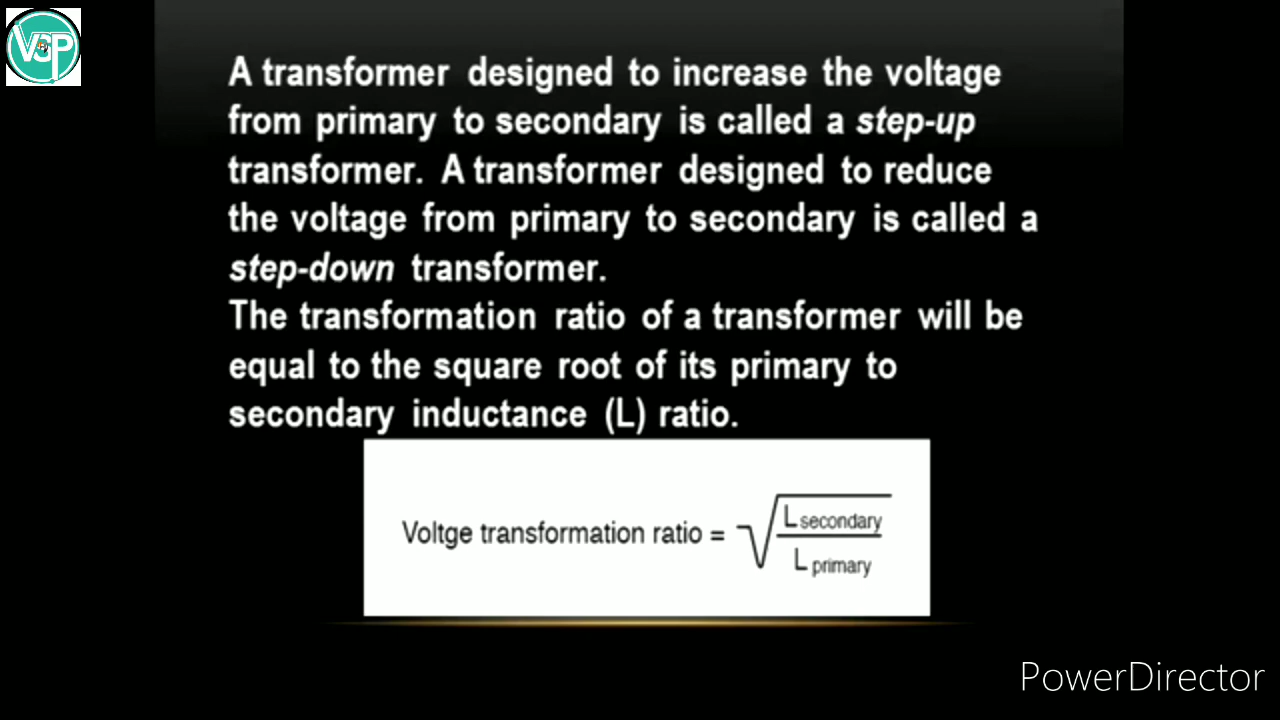 VSP
A transformer designed to increase the voltage
from primary to secondary is called a step-up
transformer. A transformer designed to reduce
the voltage from primary to secondary is called a
step-down transformer.
The transformation ratio of a transformer will be
equal to the square root of its primary to
secondary inductance (L) ratio.
Voltge transformation ratio = √(L secondary / L primary)
PowerDirector